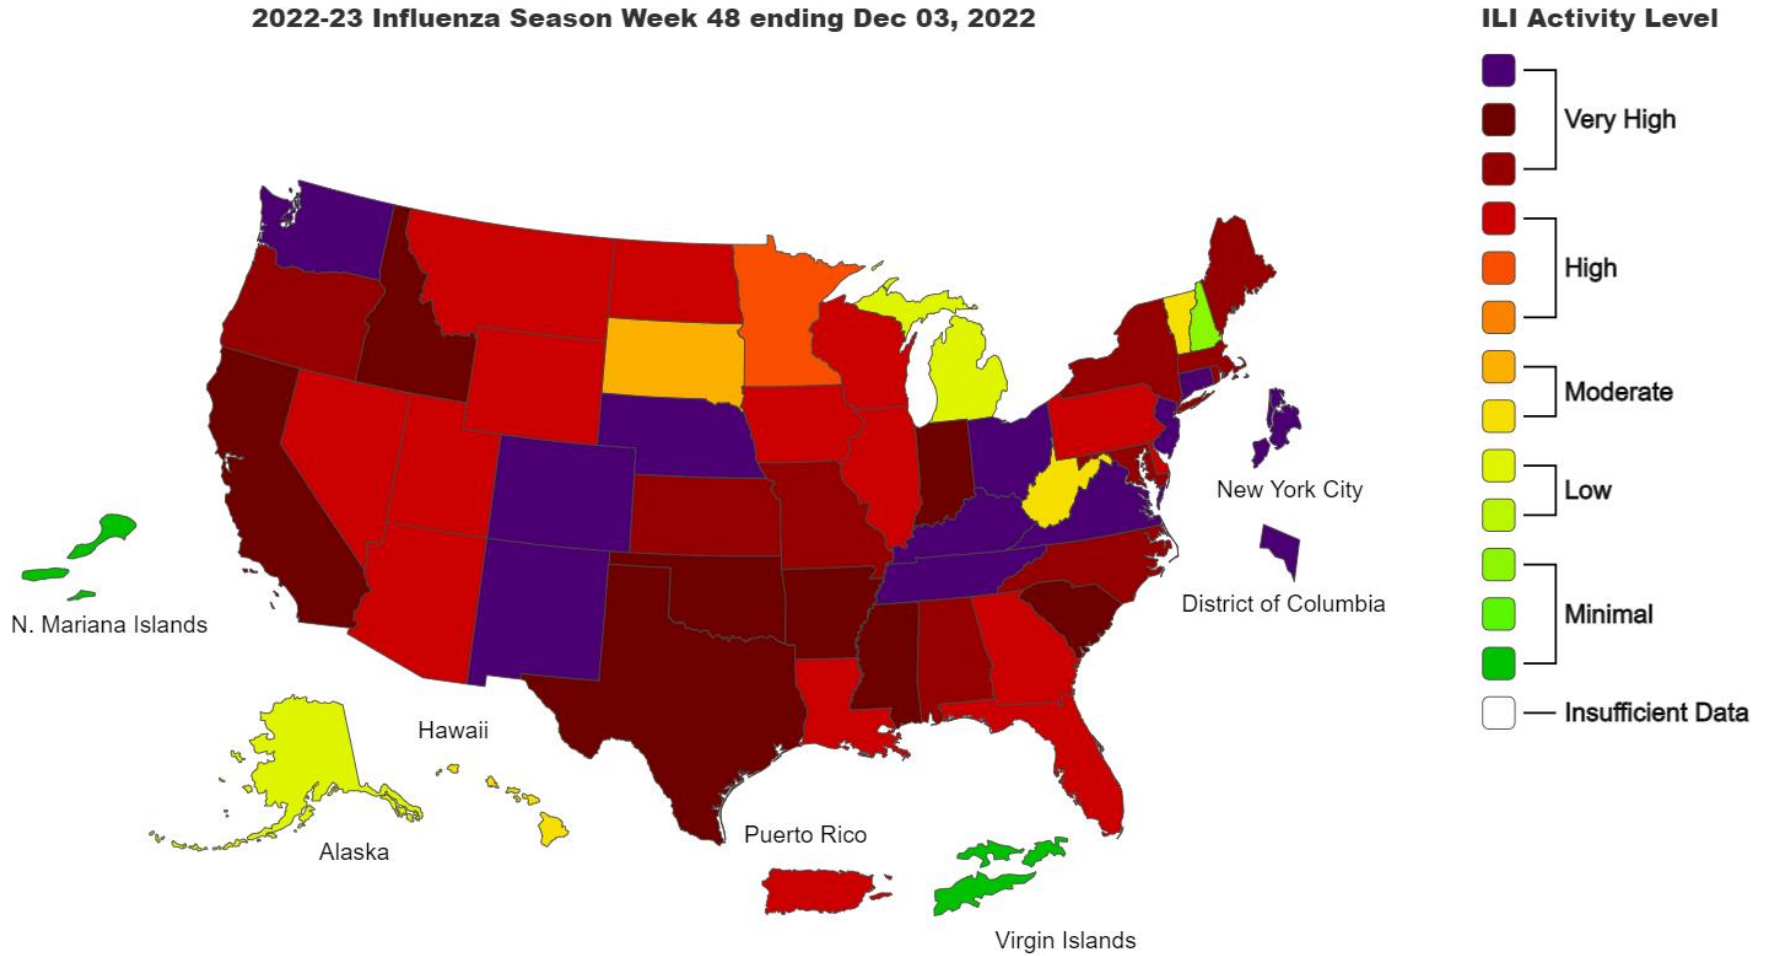 2022-23 Influenza Season Week 48 ending Dec 03, 2022
ILI Activity Level
Very High
High
Moderate
Low
Minimal
Insufficient Data
New York City
District of Columbia
N. Mariana Islands
Hawaii
Alaska
Puerto Rico
Virgin Islands